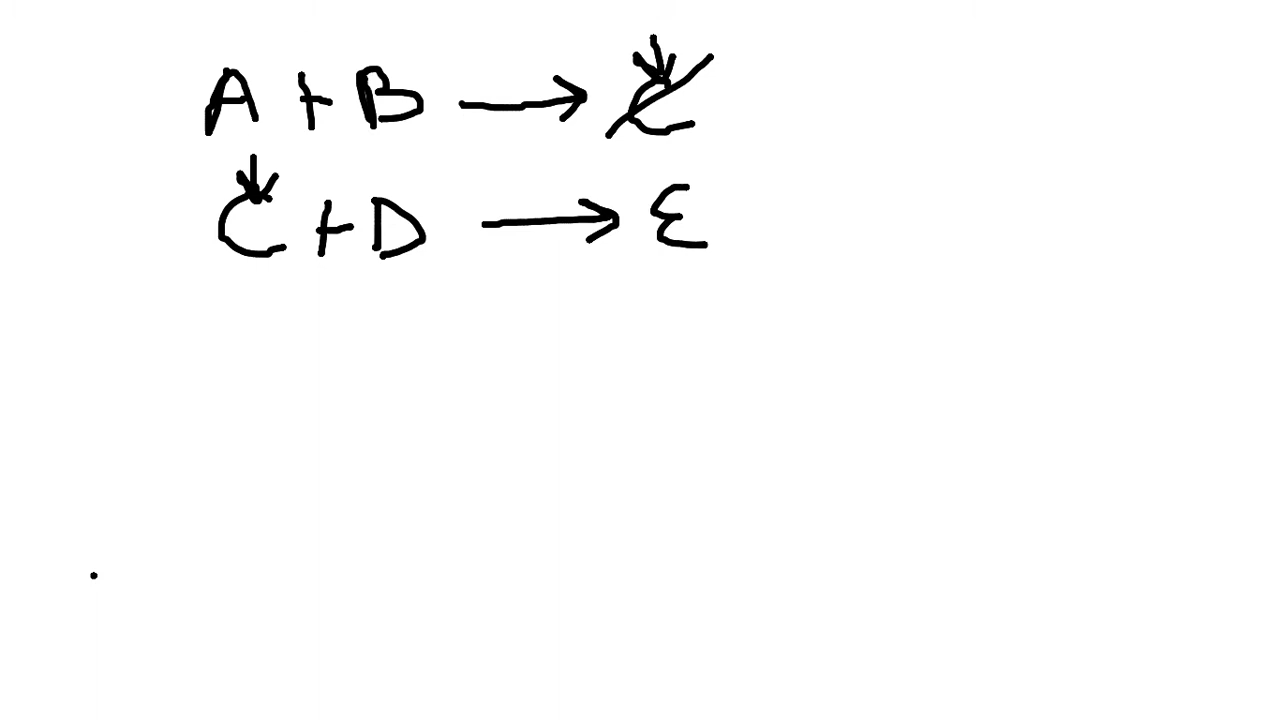 A + B → C
C + D → E